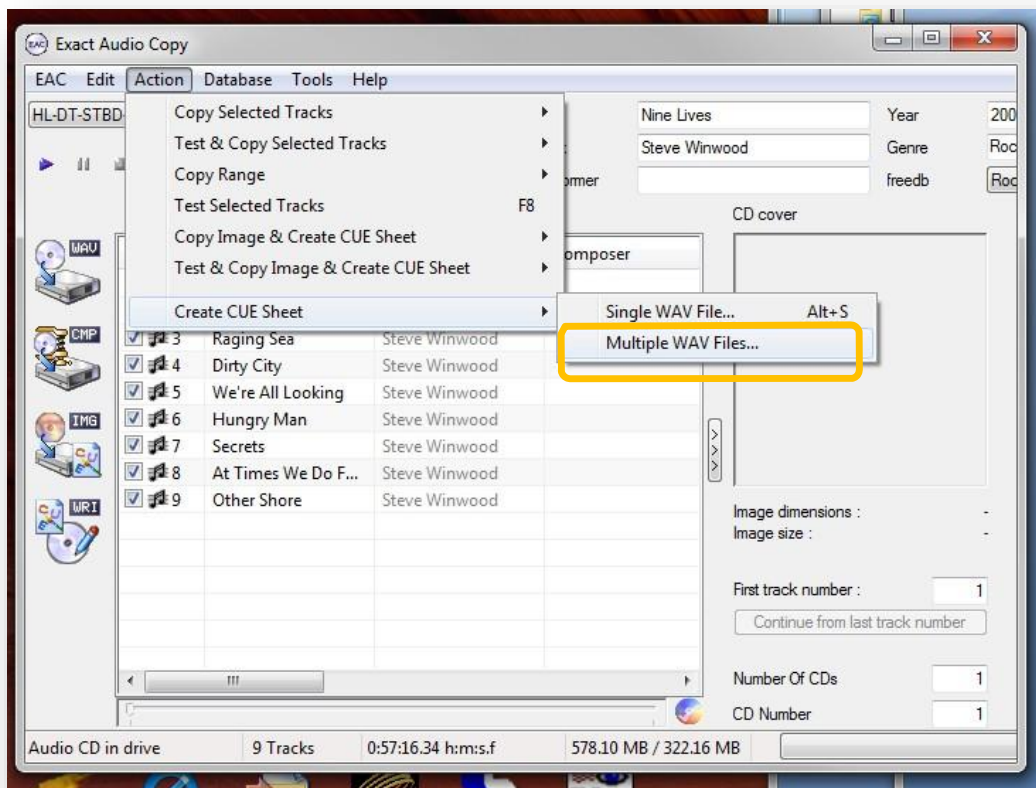 Exact Audio Copy
EAC Edit Action Database Tools Help
HL-DT-STBD-
Copy Selected Tracks
Nine Lives
Year
200
Test & Copy Selected Tracks
Steve Winwood
Genre
Roc
Copy Range
ormer
freedb
Roc
Test Selected Tracks F8
CD cover
Copy Image & Create CUE Sheet
WAV
omposer
Test & Copy Image & Create CUE Sheet
Create CUE Sheet
Single WAV File... Alt+S
Multiple WAV Files...
CMP
3 Raging Sea Steve Winwood
4 Dirty City Steve Winwood
5 We're All Looking Steve Winwood
IMG
6 Hungry Man Steve Winwood
7 Secrets Steve Winwood
8 At Times We Do F... Steve Winwood
WRI
9 Other Shore Steve Winwood
Image dimensions : -
Image size : -
First track number : 1
Continue from last track number
Number Of CDs 1
CD Number 1
Audio CD in drive 9 Tracks 0:57:16.34 h:m:s.f 578.10 MB / 322.16 MB